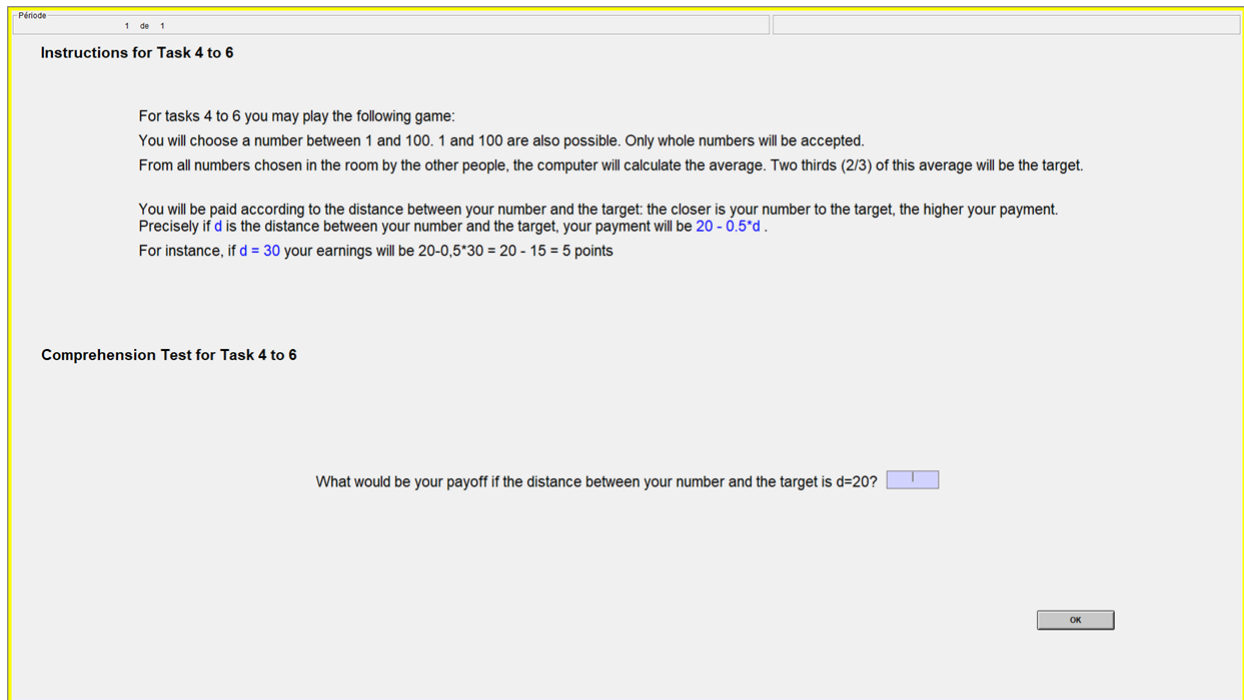 Période
1 de 1
Instructions for Task 4 to 6
For tasks 4 to 6 you may play the following game:
You will choose a number between 1 and 100. 1 and 100 are also possible. Only whole numbers will be accepted.
From all numbers chosen in the room by the other people, the computer will calculate the average. Two thirds (2/3) of this average will be the target.
You will be paid according to the distance between your number and the target: the closer is your number to the target, the higher your payment.
Precisely if d is the distance between your number and the target, your payment will be 20 - 0.5*d .
For instance, if d = 30 your earnings will be 20-0,5*30 = 20 - 15 = 5 points
Comprehension Test for Task 4 to 6
What would be your payoff if the distance between your number and the target is d=20?
OK